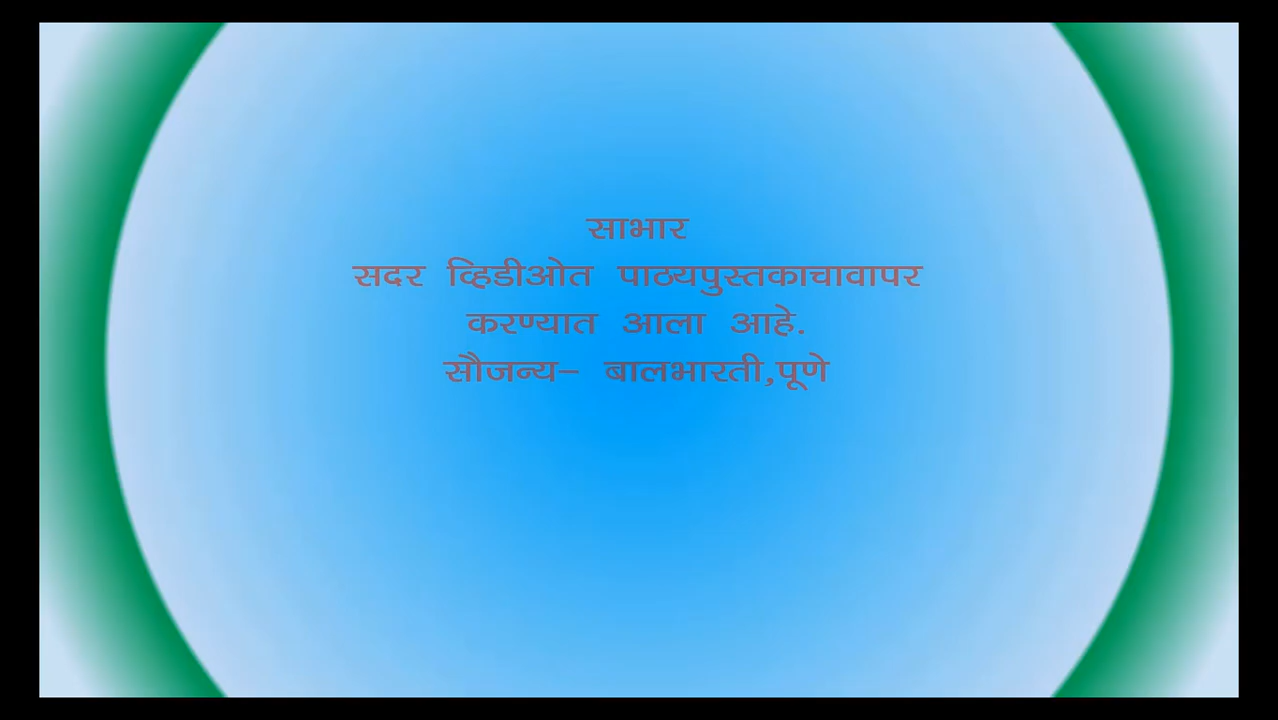 साभार
सदर व्हिडीओत पाठ्यपुस्तकाचावापर
करण्यात आला आहे.
सौजन्य– बालभारती,पूणे